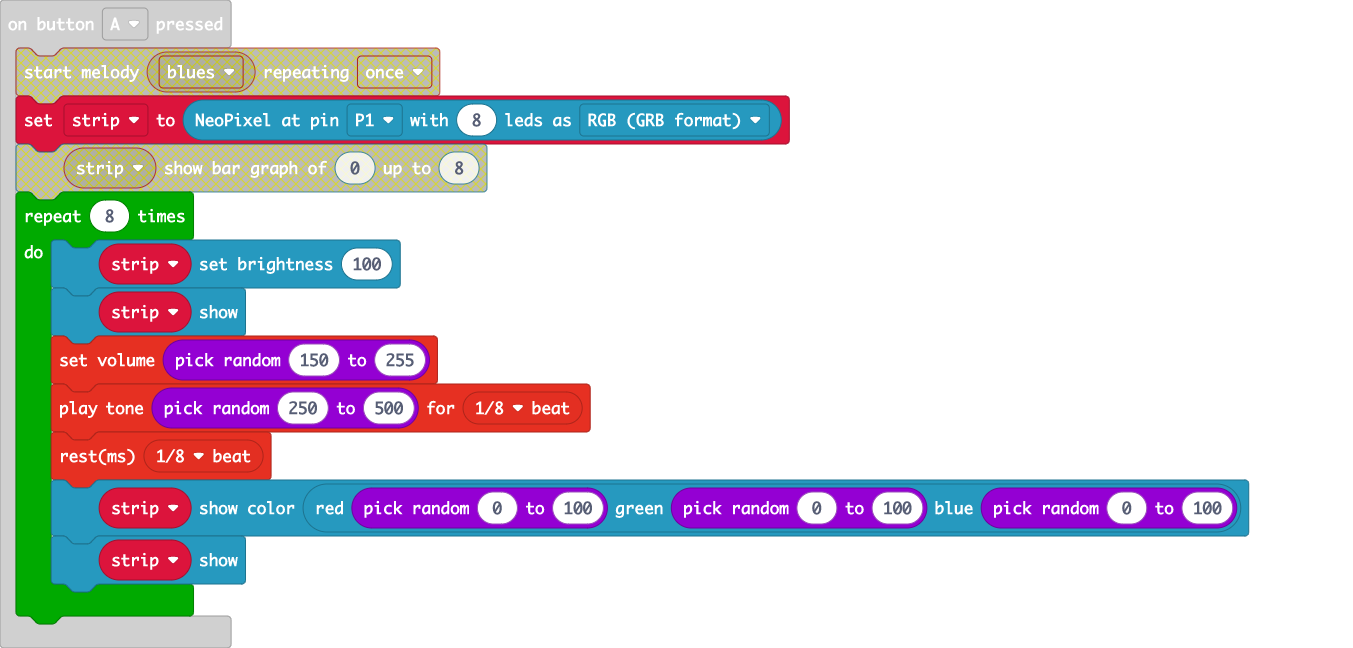 on button A pressed
start melody blues repeating once
set strip to NeoPixel at pin P1 with 8 leds as RGB (GRB format)
strip show bar graph of 0 up to 8
repeat 8 times
do
strip set brightness 100
strip show
set volume pick random 150 to 255
play tone pick random 250 to 500 for 1/8 beat
rest(ms) 1/8 beat
strip show color red pick random 0 to 100 green pick random 0 to 100 blue pick random 0 to 100
strip show